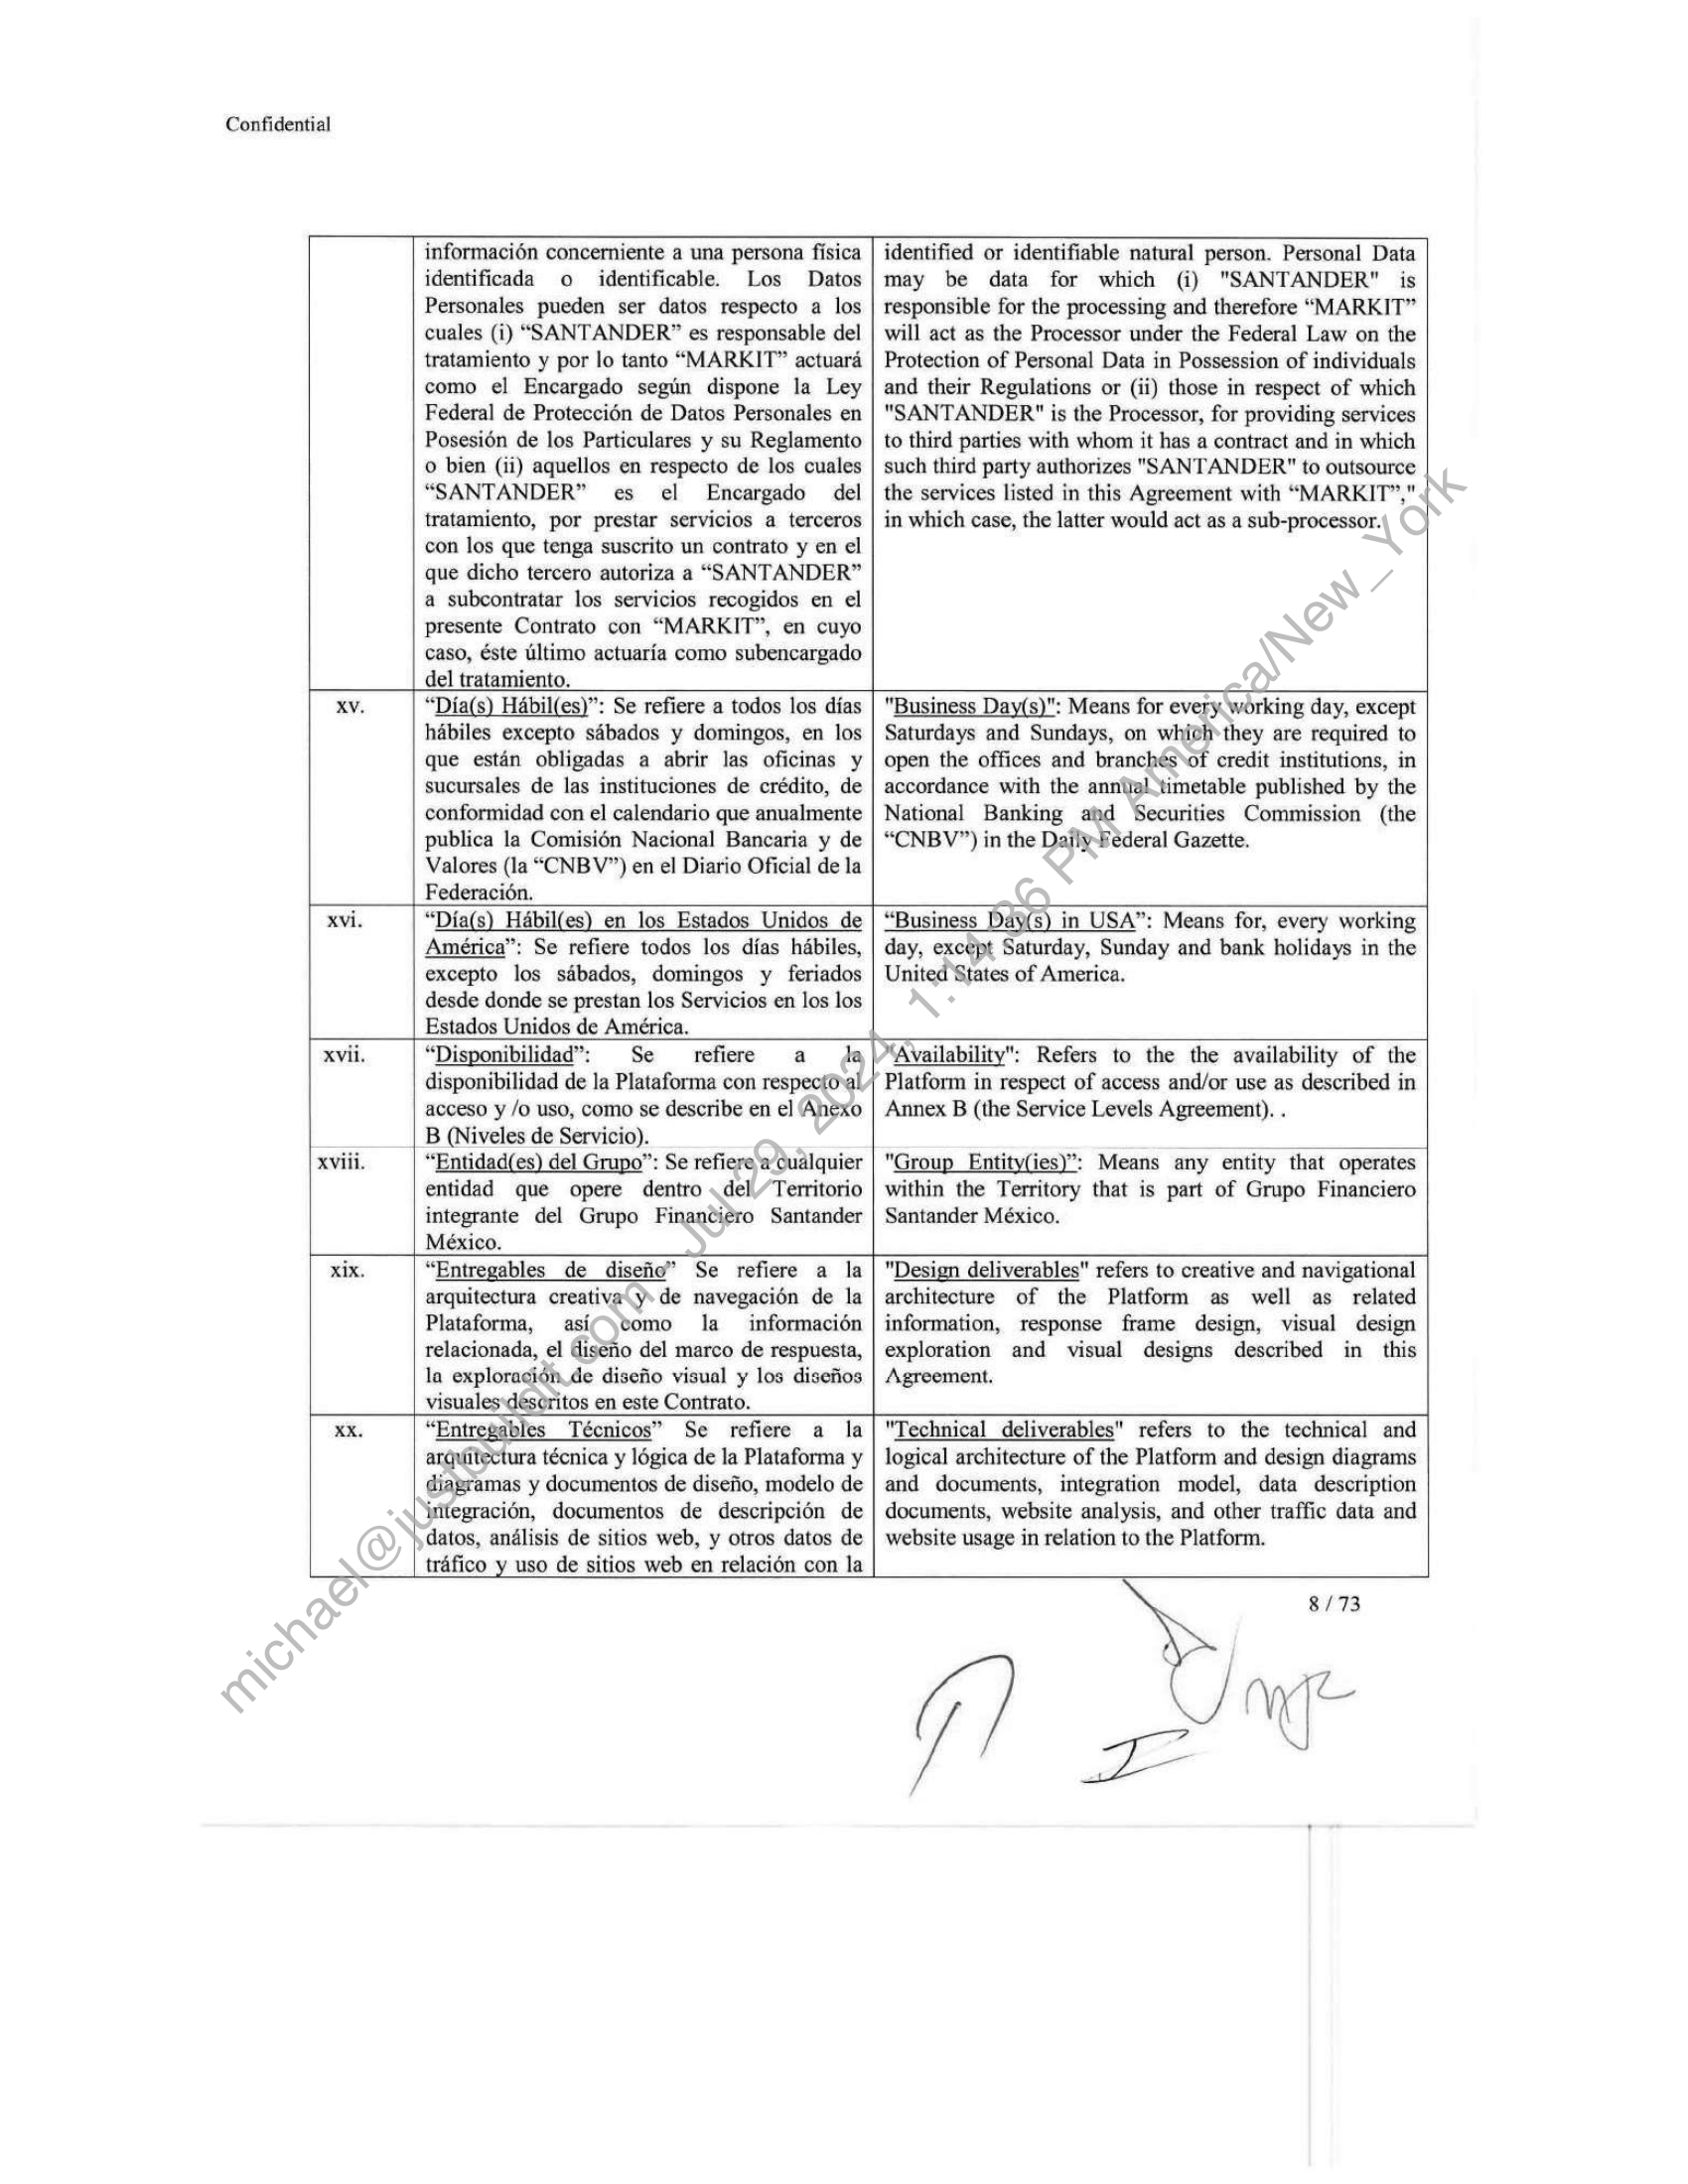 Confidential
información concerniente a una persona física
identificada o identificable. Los Datos
Personales pueden ser datos respecto a los
cuales (i) “SANTANDER” es responsable del
tratamiento y por lo tanto “MARKIT” actuará
como el Encargado según dispone la Ley
Federal de Protección de Datos Personales en
Posesión de los Particulares y su Reglamento
o bien (ii) aquellos en respecto de los cuales
“SANTANDER” es el Encargado del
tratamiento, por prestar servicios a terceros
con los que tenga suscrito un contrato y en el
que dicho tercero autoriza a “SANTANDER”
a subcontratar los servicios recogidos en el
presente Contrato con “MARKIT”, en cuyo
caso, éste último actuaría como subencargado
del tratamiento.
identified or identifiable natural person. Personal Data
may be data for which (i) "SANTANDER" is
responsible for the processing and therefore “MARKIT”
will act as the Processor under the Federal Law on the
Protection of Personal Data in Possession of individuals
and their Regulations or (ii) those in respect of which
"SANTANDER" is the Processor, for providing services
to third parties with whom it has a contract and in which
such third party authorizes "SANTANDER" to outsource
the services listed in this Agreement with “MARKIT”,"
in which case, the latter would act as a sub-processor.
xv.
“Día(s) Hábil(es)”: Se refiere a todos los días
hábiles excepto sábados y domingos, en los
que están obligadas a abrir las oficinas y
sucursales de las instituciones de crédito, de
conformidad con el calendario que anualmente
publica la Comisión Nacional Bancaria y de
Valores (la “CNBV”) en el Diario Oficial de la
Federación.
"Business Day(s)": Means for every working day, except
Saturdays and Sundays, on which they are required to
open the offices and branches of credit institutions, in
accordance with the annual timetable published by the
National Banking and Securities Commission (the
“CNBV”) in the Daily Federal Gazette.
xvi.
“Día(s) Hábil(es) en los Estados Unidos de
América”: Se refiere todos los días hábiles,
excepto los sábados, domingos y feriados
desde donde se prestan los Servicios en los los
Estados Unidos de América.
“Business Day(s) in USA”: Means for, every working
day, except Saturday, Sunday and bank holidays in the
United States of America.
xvii.
“Disponibilidad”: Se refiere a la
disponibilidad de la Plataforma con respecto al
acceso y /o uso, como se describe en el Anexo
B (Niveles de Servicio).
"Availability": Refers to the the availability of the
Platform in respect of access and/or use as described in
Annex B (the Service Levels Agreement). .
xviii.
“Entidad(es) del Grupo”: Se refiere a cualquier
entidad que opere dentro del Territorio
integrante del Grupo Financiero Santander
México.
"Group Entity(ies)”: Means any entity that operates
within the Territory that is part of Grupo Financiero
Santander México.
xix.
“Entregables de diseño” Se refiere a la
arquitectura creativa y de navegación de la
Plataforma, así como la información
relacionada, el diseño del marco de respuesta,
la exploración de diseño visual y los diseños
visuales descritos en este Contrato.
"Design deliverables" refers to creative and navigational
architecture of the Platform as well as related
information, response frame design, visual design
exploration and visual designs described in this
Agreement.
xx.
“Entregables Técnicos” Se refiere a la
arquitectura técnica y lógica de la Plataforma y
diagramas y documentos de diseño, modelo de
integración, documentos de descripción de
datos, análisis de sitios web, y otros datos de
tráfico y uso de sitios web en relación con la
"Technical deliverables" refers to the technical and
logical architecture of the Platform and design diagrams
and documents, integration model, data description
documents, website analysis, and other traffic data and
website usage in relation to the Platform.
8 / 73
michael@justbuildit.com - Jul 29, 2024, 1:14:36 PM America/New_York